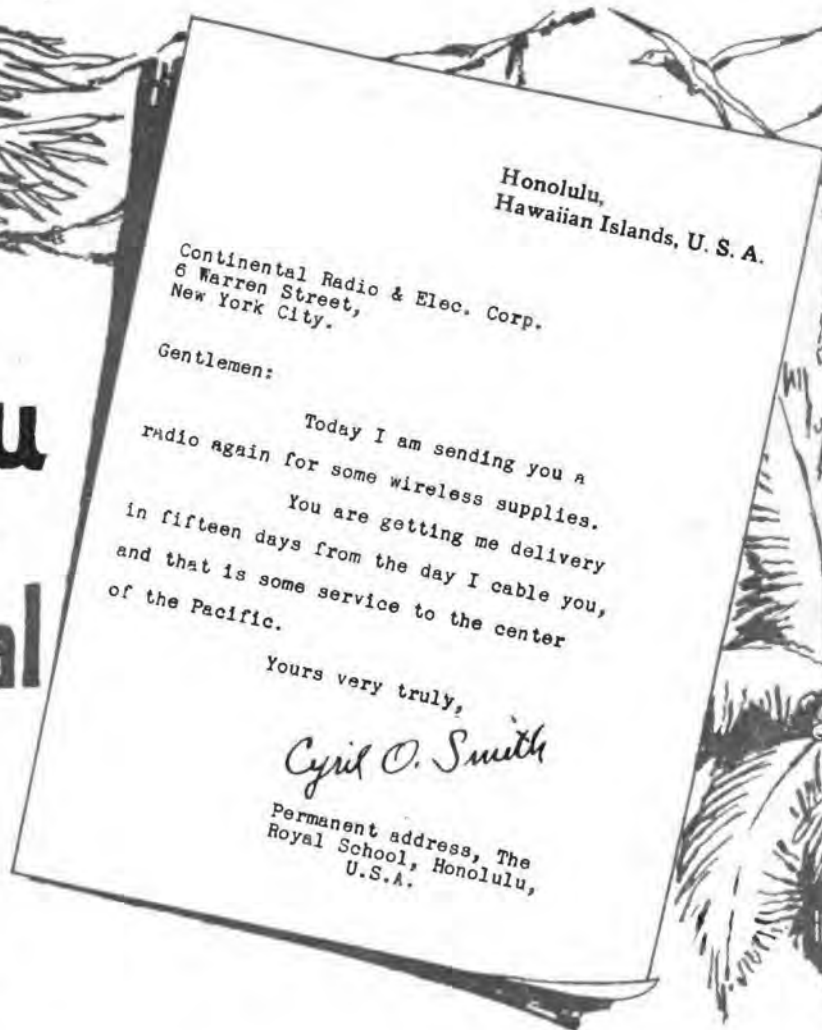 Honolulu,
Hawaiian Islands, U. S. A.
Continental Radio & Elec. Corp.
6 Warren Street,
New York City.
Gentlemen:
Today I am sending you a
radio again for some wireless supplies.
You are getting me delivery
in fifteen days from the day I cable you,
and that is some service to the center
of the Pacific.
Yours very truly,
Cyril O. Smith
Permanent address, The
Royal School, Honolulu,
U.S.A.
u
al